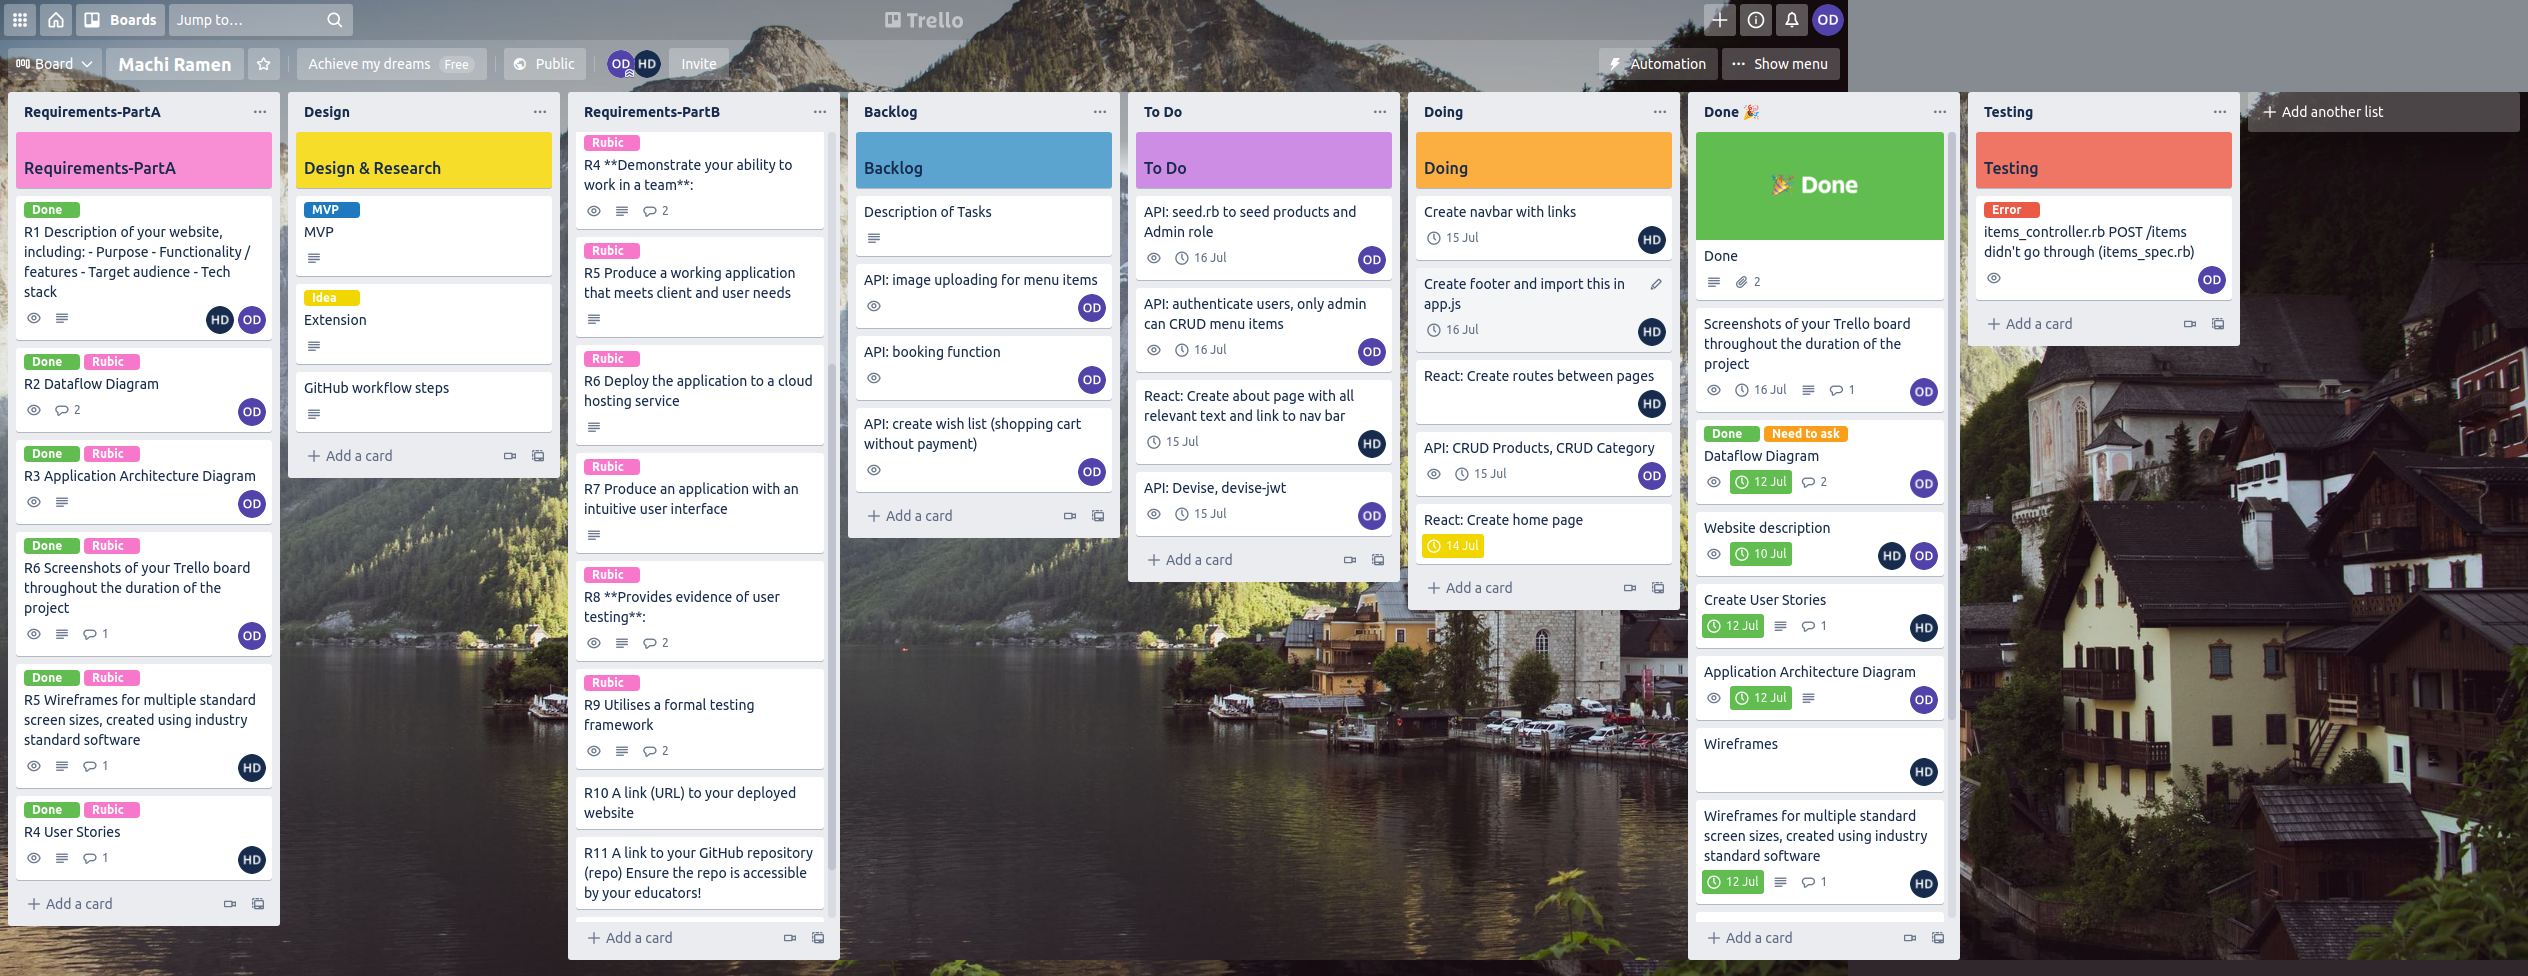 Boards
Jump to...
Trello
OD
Board
Machi Ramen
Achieve my dreams Free
Public
OD HD
Invite
Automation
Show menu
Requirements-PartA
Requirements-PartA
Done
R1 Description of your website,
including: - Purpose - Functionality /
features - Target audience - Tech
stack
HD OD
Done Rubic
R2 Dataflow Diagram
2
OD
Done Rubic
R3 Application Architecture Diagram
OD
Done Rubic
R6 Screenshots of your Trello board
throughout the duration of the
project
1
OD
Done Rubic
R5 Wireframes for multiple standard
screen sizes, created using industry
standard software
1
HD
Done Rubic
R4 User Stories
1
HD
+ Add a card
Design
Design & Research
MVP
MVP
Idea
Extension
GitHub workflow steps
+ Add a card
Requirements-PartB
Rubic
R4 **Demonstrate your ability to
work in a team**:
2
Rubic
R5 Produce a working application
that meets client and user needs
Rubic
R6 Deploy the application to a cloud
hosting service
Rubic
R7 Produce an application with an
intuitive user interface
Rubic
R8 **Provides evidence of user
testing**:
2
Rubic
R9 Utilises a formal testing
framework
2
R10 A link (URL) to your deployed
website
R11 A link to your GitHub repository
(repo) Ensure the repo is accessible
by your educators!
+ Add a card
Backlog
Backlog
Description of Tasks
API: image uploading for menu items
OD
API: booking function
OD
API: create wish list (shopping cart
without payment)
OD
+ Add a card
To Do
To Do
API: seed.rb to seed products and
Admin role
16 Jul
OD
API: authenticate users, only admin
can CRUD menu items
16 Jul
OD
React: Create about page with all
relevant text and link to nav bar
15 Jul
HD
API: Devise, devise-jwt
15 Jul
OD
+ Add a card
Doing
Doing
Create navbar with links
15 Jul
HD
Create footer and import this in
app.js
16 Jul
HD
React: Create routes between pages
HD
API: CRUD Products, CRUD Category
15 Jul
OD
React: Create home page
14 Jul
+ Add a card
Done 🎉
🎉 Done
Done
2
Screenshots of your Trello board
throughout the duration of the
project
16 Jul 1
OD
Done Need to ask
Dataflow Diagram
12 Jul 2
OD
Website description
10 Jul
HD OD
Create User Stories
12 Jul 1
HD
Application Architecture Diagram
12 Jul
OD
Wireframes
HD
Wireframes for multiple standard
screen sizes, created using industry
standard software
12 Jul 1
HD
+ Add a card
Testing
Testing
Error
items_controller.rb POST /items
didn't go through (items_spec.rb)
OD
+ Add a card
+ Add another list